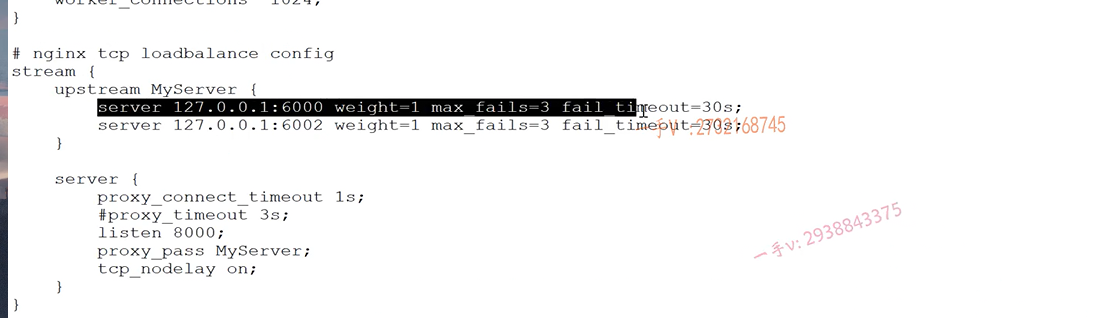 worker_connections 1024;
}
# nginx tcp loadbalance config
stream {
    upstream MyServer {
        server 127.0.0.1:6000 weight=1 max_fails=3 fail_timeout=30s;
        server 127.0.0.1:6002 weight=1 max_fails=3 fail_timeout=30s;
    }
一手V :2702168745
    server {
        proxy_connect_timeout 1s;
        #proxy_timeout 3s;
        listen 8000;
        proxy_pass MyServer;
        tcp_nodelay on;
    }
}
一手v: 2938843375